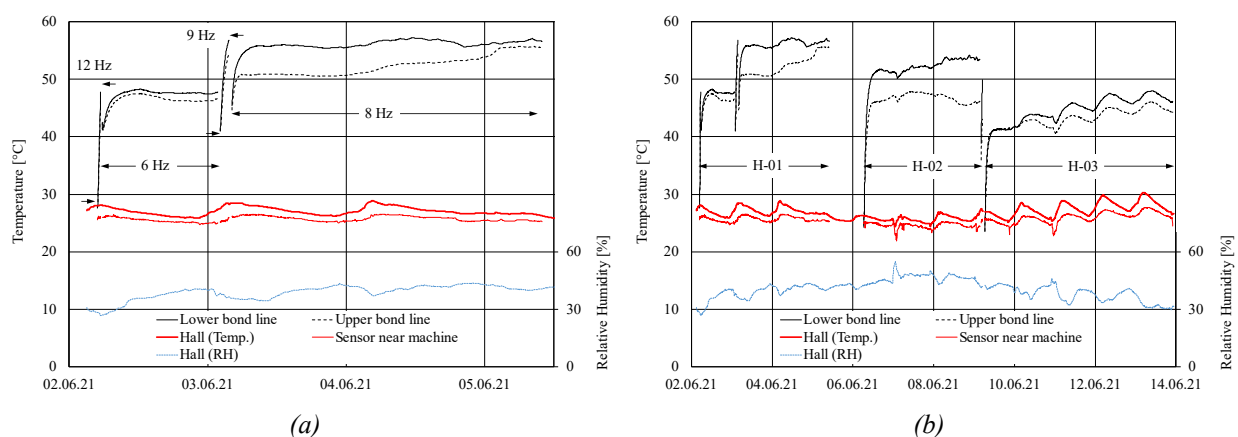 60
50
40
30
20
10
0
Temperature [°C]
12 Hz
9 Hz
8 Hz
6 Hz
60
30
0
Relative Humidity [%]
Lower bond line
Upper bond line
Hall (Temp.)
Sensor near machine
Hall (RH)
02.06.21
03.06.21
04.06.21
05.06.21
(a)
60
50
40
30
20
10
0
Temperature [°C]
H-01
H-02
H-03
60
30
0
Relative Humidity [%]
Lower bond line
Upper bond line
Hall (Temp.)
Sensor near machine
Hall (RH)
02.06.21
04.06.21
06.06.21
08.06.21
10.06.21
12.06.21
14.06.21
(b)